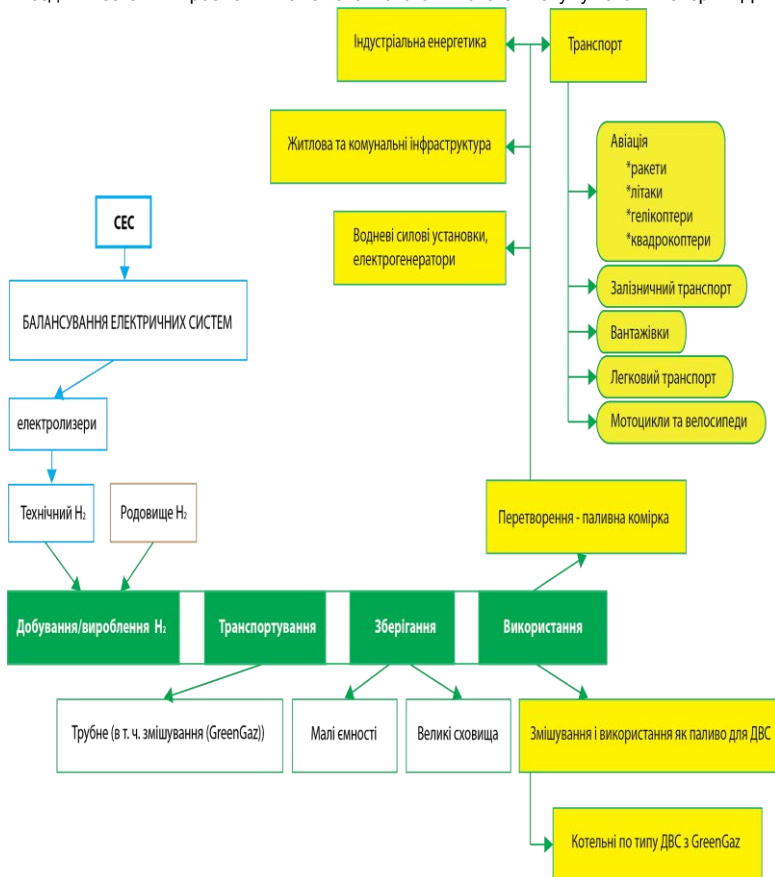 Індустріальна енергетика
Транспорт
Житлова та комунальні інфраструктура
Авіація
*ракети
*літаки
*гелікоптери
*квадрокоптери
СЕС
Водневі силові установки,
електрогенератори
Залізничний транспорт
БАЛАНСУВАННЯ ЕЛЕКТРИЧНИХ СИСТЕМ
Вантажівки
Легковий транспорт
електролизери
Мотоцикли та велосипеди
Технічний H₂
Родовище H₂
Перетворення - паливна комірка
Добування/вироблення H₂
Транспортування
Зберігання
Використання
Трубне (в т. ч. змішування (GreenGaz))
Малі ємності
Великі сховища
Змішування і використання як паливо для ДВС
Котельні по типу ДВС з GreenGaz